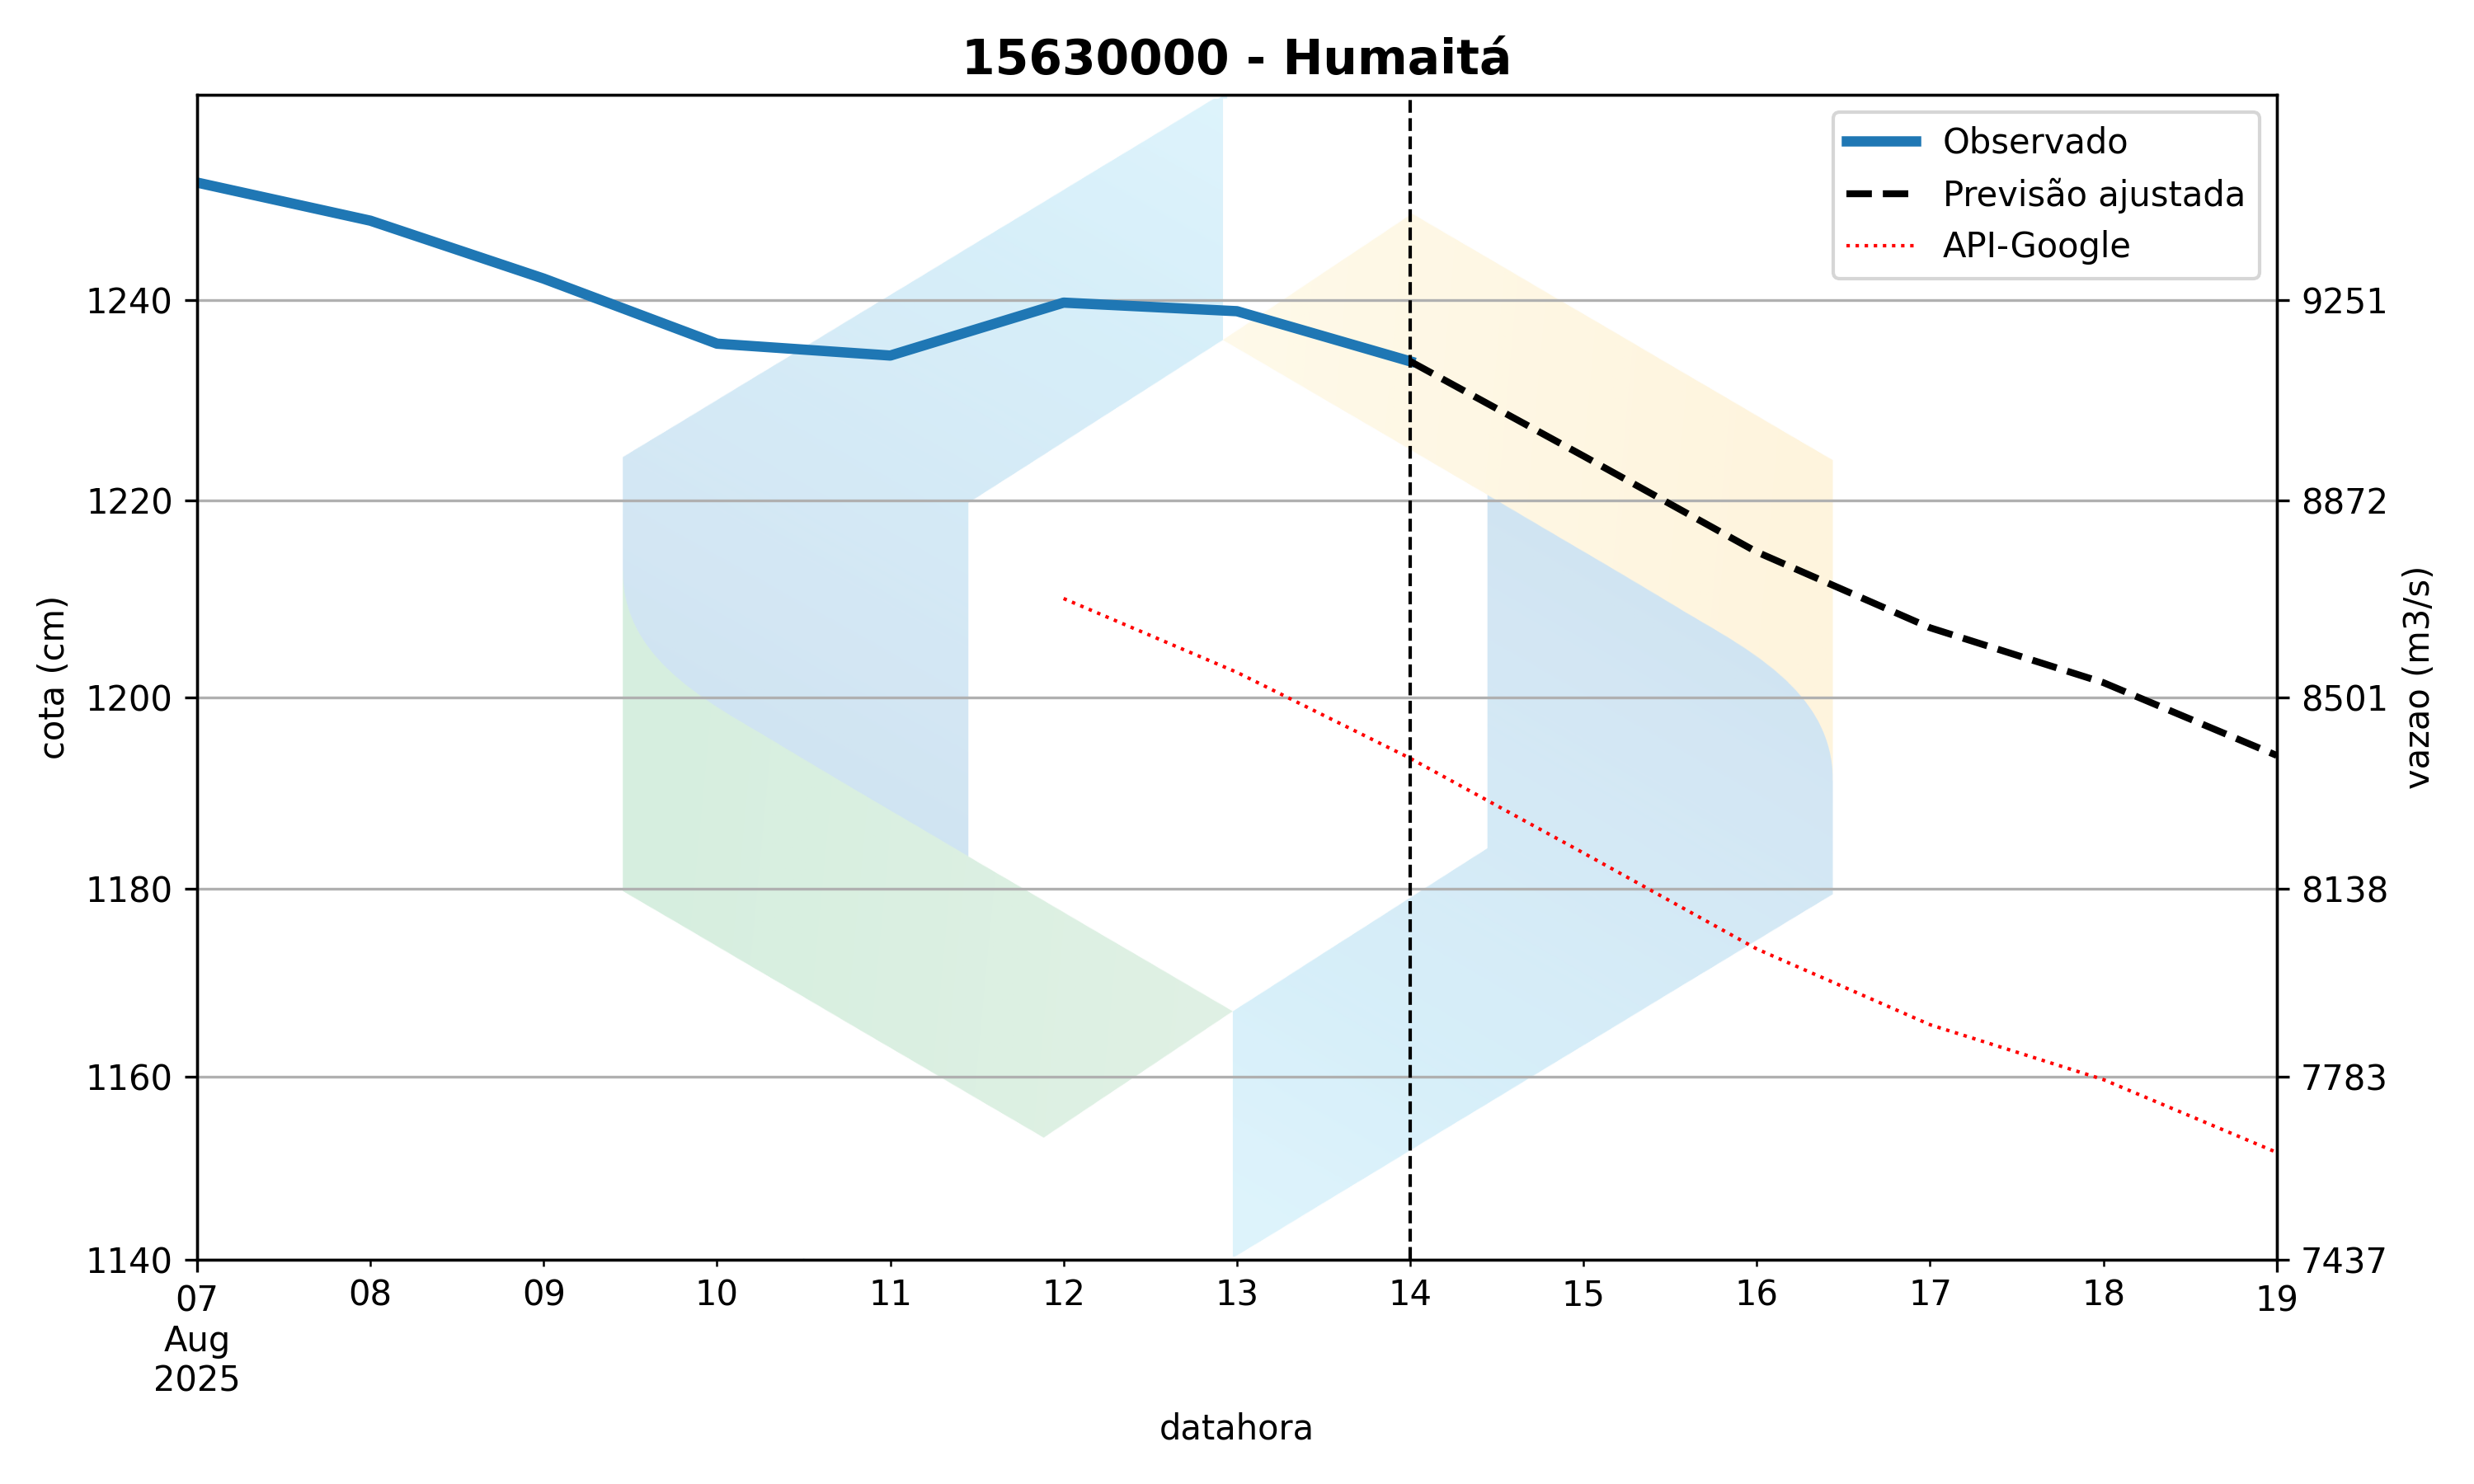 15630000 - Humaitá
Observado
Previsão ajustada
API-Google
1240
1220
1200
1180
1160
1140
cota (cm)
9251
8872
8501
8138
7783
7437
vazao (m3/s)
07 08 09 10 11 12 13 14 15 16 17 18 19
Aug
2025
datahora